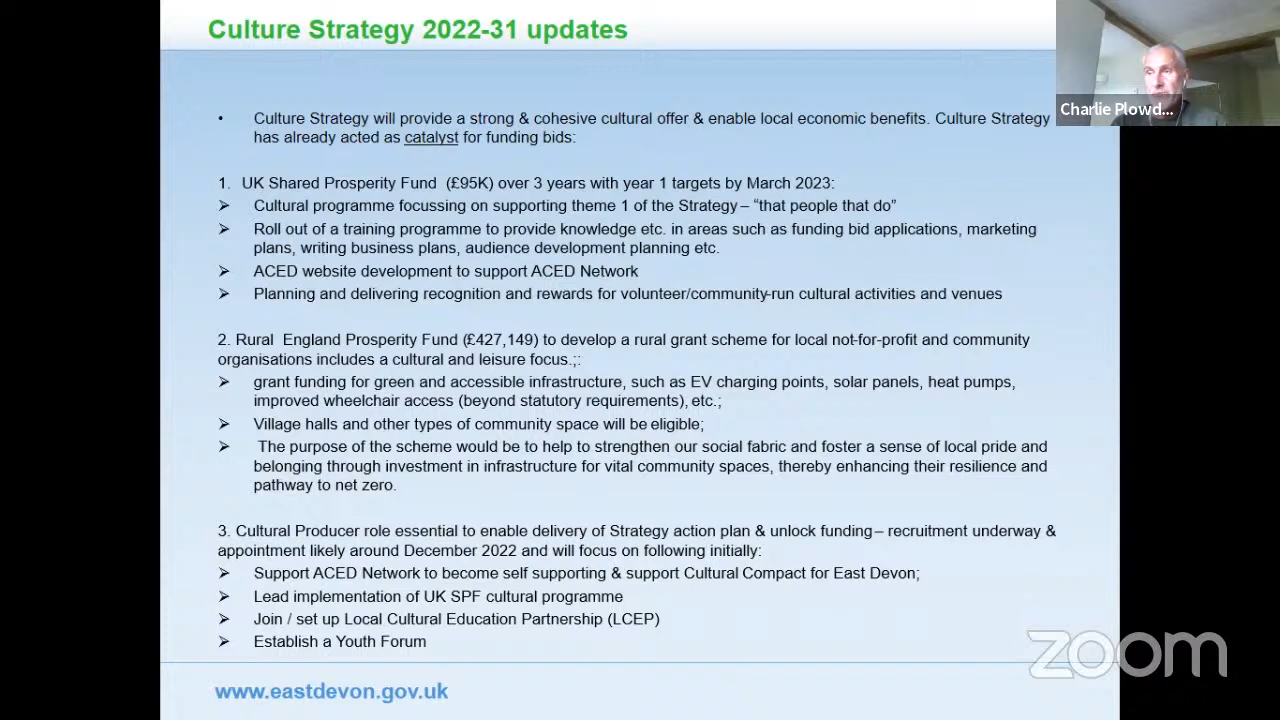 Culture Strategy 2022-31 updates
Charlie Plowd...
• Culture Strategy will provide a strong & cohesive cultural offer & enable local economic benefits. Culture Strategy
has already acted as catalyst for funding bids:
1. UK Shared Prosperity Fund (£95K) over 3 years with year 1 targets by March 2023:
➢ Cultural programme focussing on supporting theme 1 of the Strategy – “that people that do”
➢ Roll out of a training programme to provide knowledge etc. in areas such as funding bid applications, marketing
plans, writing business plans, audience development planning etc.
➢ ACED website development to support ACED Network
➢ Planning and delivering recognition and rewards for volunteer/community-run cultural activities and venues
2. Rural England Prosperity Fund (£427,149) to develop a rural grant scheme for local not-for-profit and community
organisations includes a cultural and leisure focus.;:
➢ grant funding for green and accessible infrastructure, such as EV charging points, solar panels, heat pumps,
improved wheelchair access (beyond statutory requirements), etc.;
➢ Village halls and other types of community space will be eligible;
➢ The purpose of the scheme would be to help to strengthen our social fabric and foster a sense of local pride and
belonging through investment in infrastructure for vital community spaces, thereby enhancing their resilience and
pathway to net zero.
3. Cultural Producer role essential to enable delivery of Strategy action plan & unlock funding – recruitment underway &
appointment likely around December 2022 and will focus on following initially:
➢ Support ACED Network to become self supporting & support Cultural Compact for East Devon;
➢ Lead implementation of UK SPF cultural programme
➢ Join / set up Local Cultural Education Partnership (LCEP)
➢ Establish a Youth Forum
zoom
www.eastdevon.gov.uk